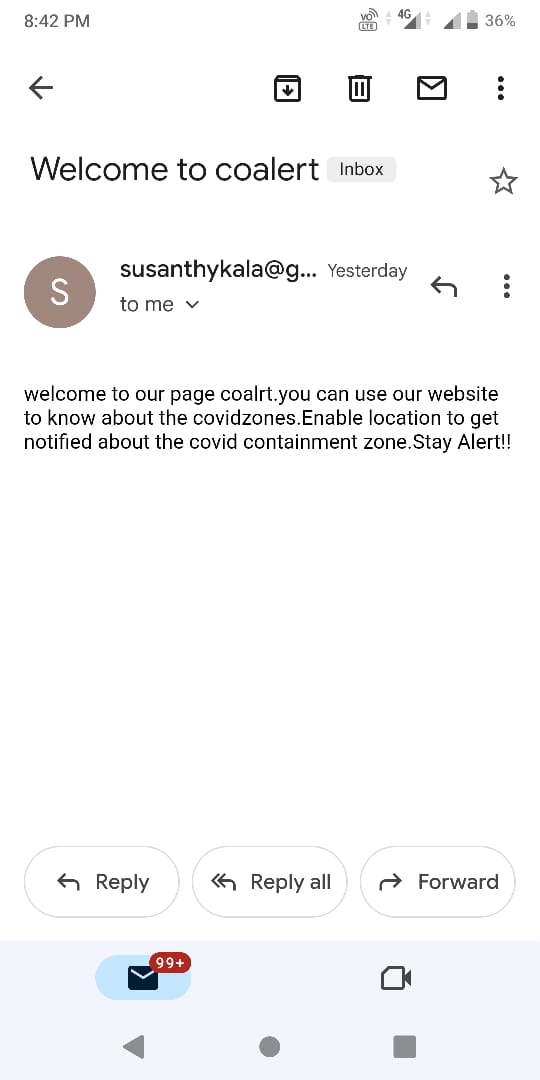 8:42 PM VO LTE 4G 36%
Welcome to coalert Inbox
S susanthykala@g... Yesterday
to me
welcome to our page coalrt.you can use our website
to know about the covidzones.Enable location to get
notified about the covid containment zone.Stay Alert!!
Reply Reply all Forward
99+